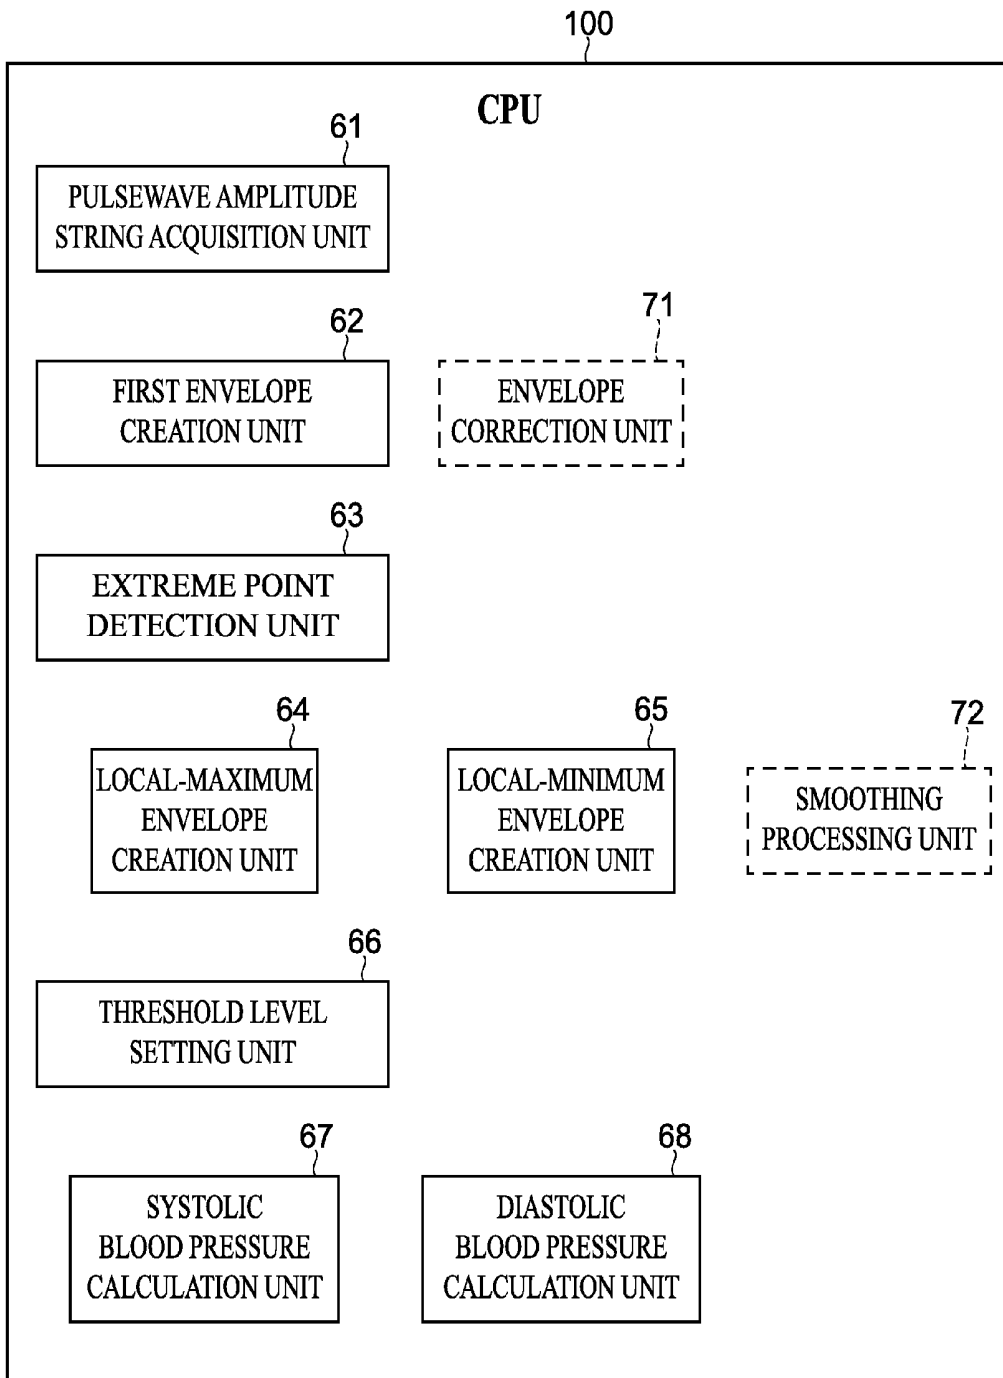 100
CPU
61
PULSEWAVE AMPLITUDE
STRING ACQUISITION UNIT
62
FIRST ENVELOPE
CREATION UNIT
71
ENVELOPE
CORRECTION UNIT
63
EXTREME POINT
DETECTION UNIT
64
LOCAL-MAXIMUM
ENVELOPE
CREATION UNIT
65
LOCAL-MINIMUM
ENVELOPE
CREATION UNIT
72
SMOOTHING
PROCESSING UNIT
66
THRESHOLD LEVEL
SETTING UNIT
67
SYSTOLIC
BLOOD PRESSURE
CALCULATION UNIT
68
DIASTOLIC
BLOOD PRESSURE
CALCULATION UNIT